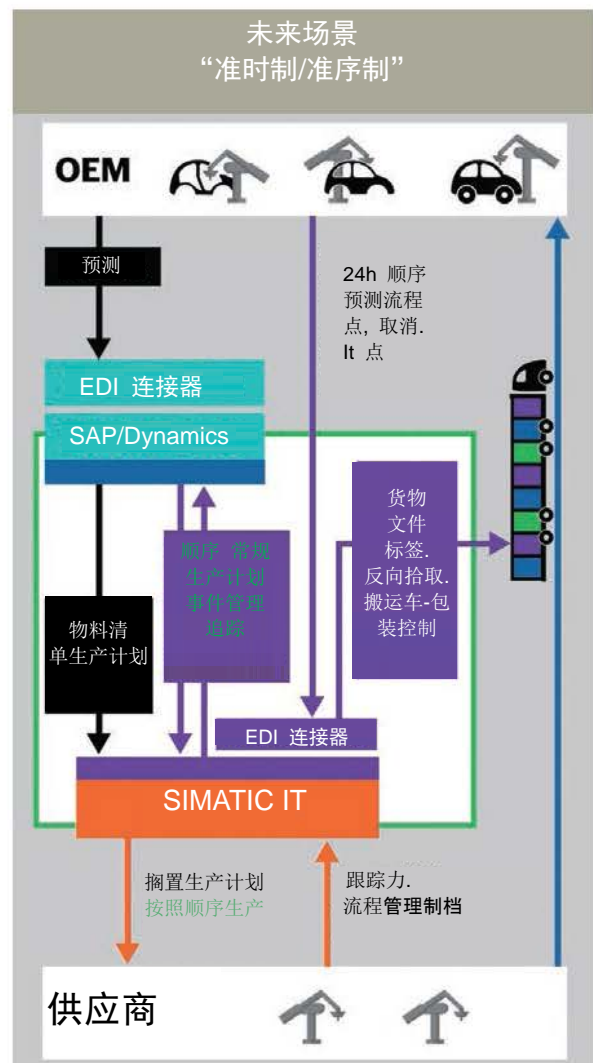 未来场景
“准时制/准序制”
OEM
预测
24h 顺序
预测流程
点, 取消.
It 点
EDI 连接器
SAP/Dynamics
顺序 常规
生产计划
事件管理
追踪
货物
文件
标签.
反向拾取.
搬运车-包
装控制
物料清
单生产计划
EDI 连接器
SIMATIC IT
搁置生产计划
按照顺序生产
跟踪力.
流程管理制档
供应商